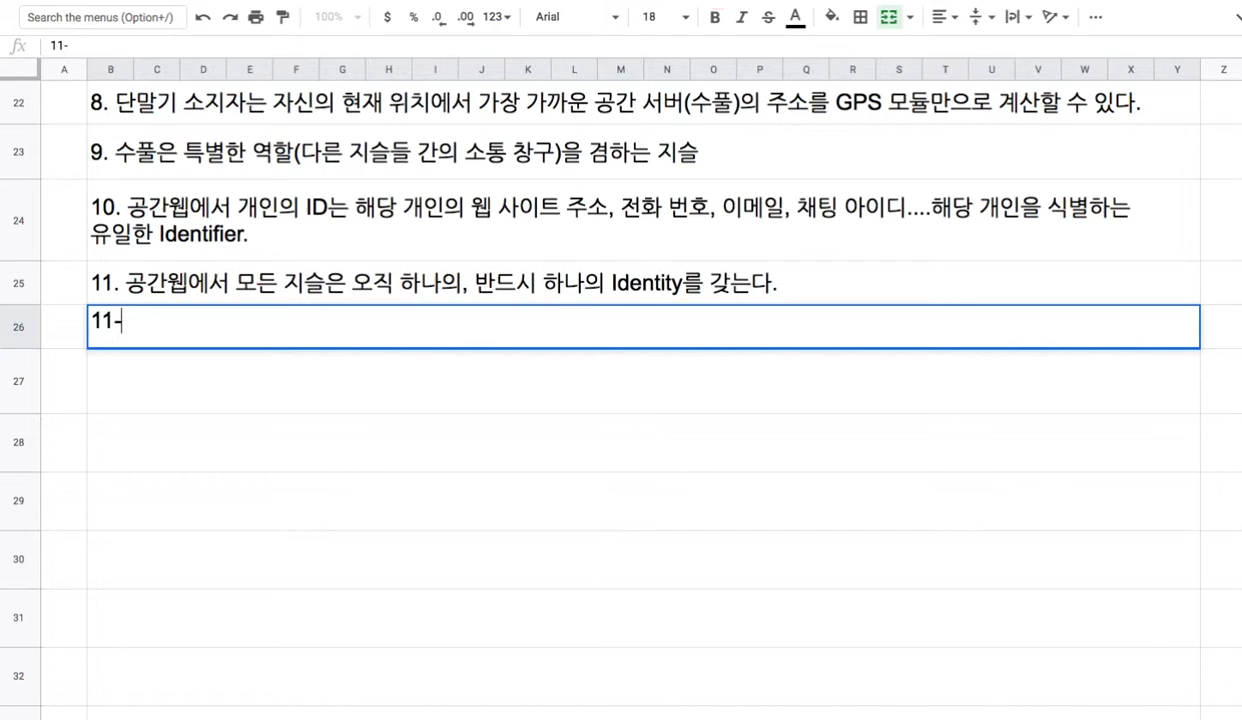 Search the menus (Option+/) 100% $ % .0 .00 123 Arial 18 B I S A
fx 11-
A B C D E F G H I J K L M N O P Q R S T U V W X Y Z
22 8. 단말기 소지자는 자신의 현재 위치에서 가장 가까운 공간 서버(수풀)의 주소를 GPS 모듈만으로 계산할 수 있다.
23 9. 수풀은 특별한 역할(다른 지슬들 간의 소통 창구)을 겸하는 지슬
24 10. 공간웹에서 개인의 ID는 해당 개인의 웹 사이트 주소, 전화 번호, 이메일, 채팅 아이디....해당 개인을 식별하는
유일한 Identifier.
25 11. 공간웹에서 모든 지슬은 오직 하나의, 반드시 하나의 Identity를 갖는다.
26 11-
27
28
29
30
31
32